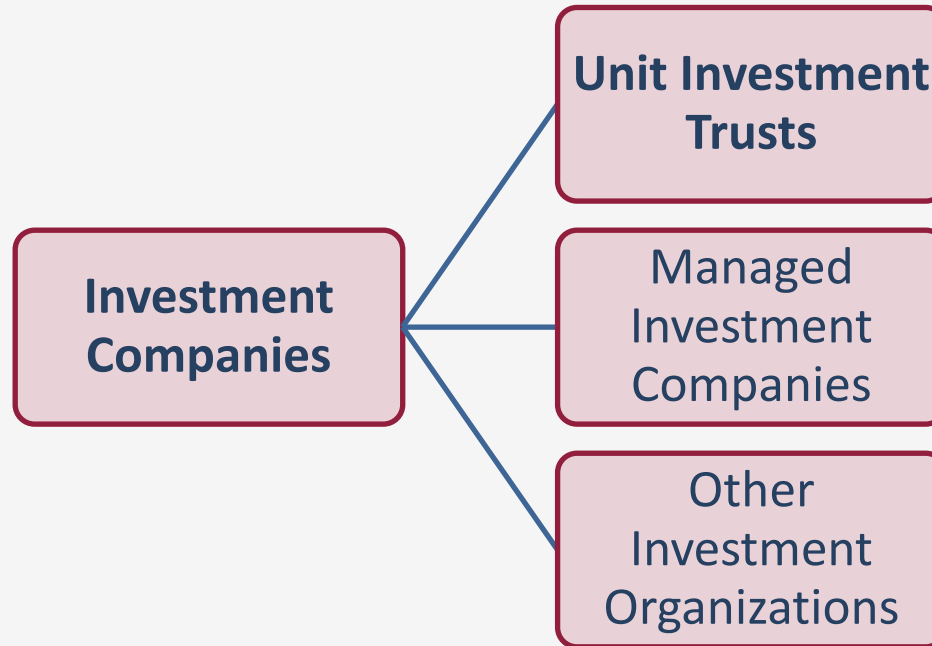 Unit Investment
Trusts
Investment
Companies
Managed
Investment
Companies
Other
Investment
Organizations